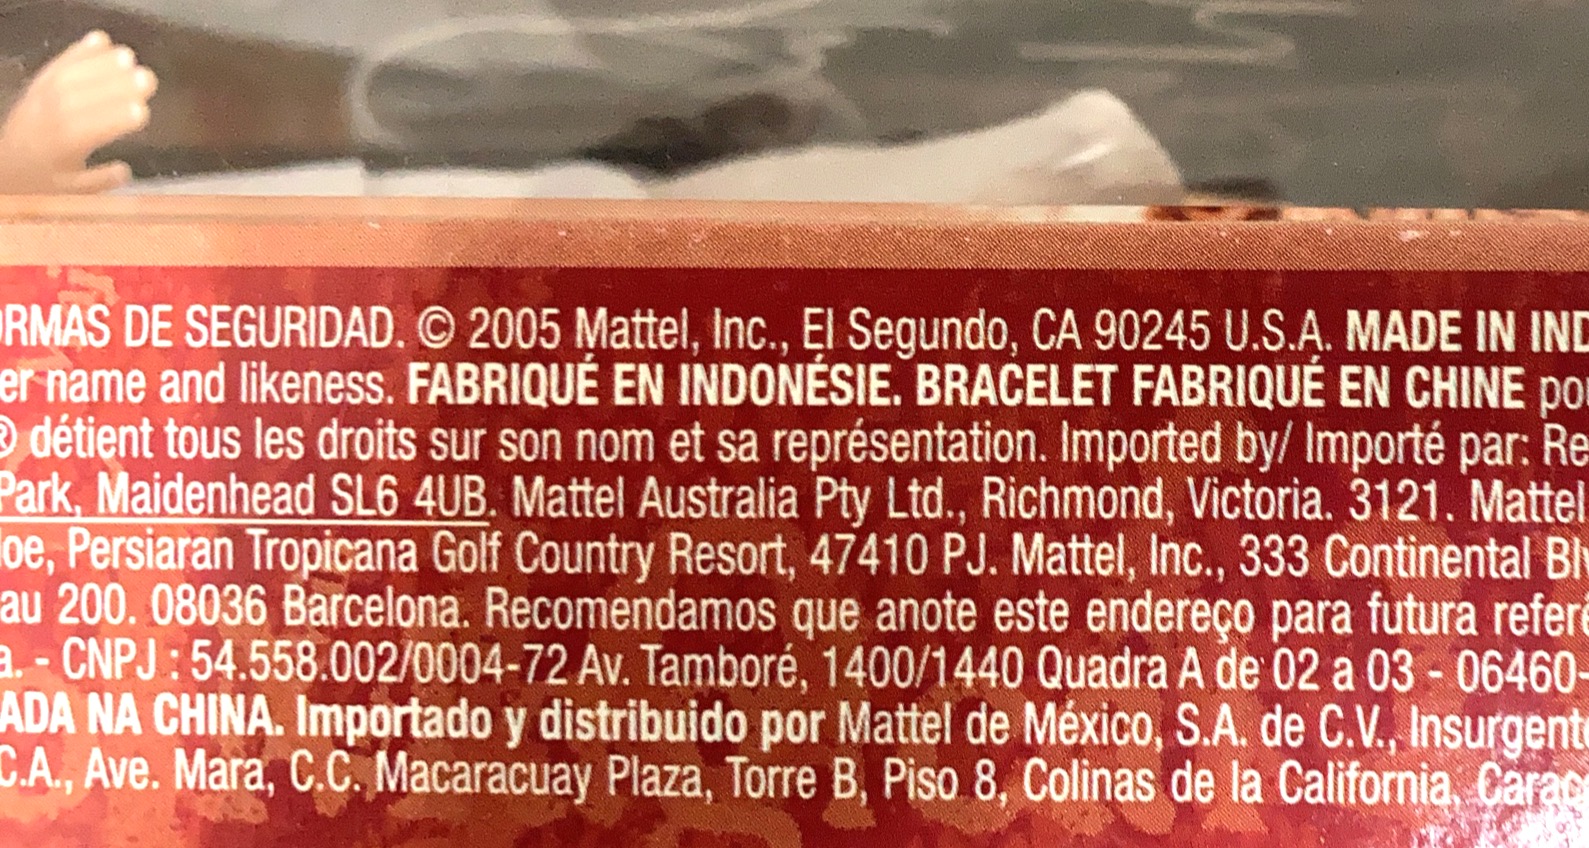 RMAS DE SEGURIDAD. © 2005 Mattel, Inc., El Segundo, CA 90245 U.S.A. MADE IN IND
er name and likeness. FABRIQUÉ EN INDONÉSIE. BRACELET FABRIQUÉ EN CHINE po
® détient tous les droits sur son nom et sa représentation. Imported by/ Importé par: Re
Park, Maidenhead SL6 4UB. Mattel Australia Pty Ltd., Richmond, Victoria. 3121. Mattel
loe, Persiaran Tropicana Golf Country Resort, 47410 PJ. Mattel, Inc., 333 Continental Bl
au 200. 08036 Barcelona. Recomendamos que anote este endereço para futura refer
a. - CNPJ : 54.558.002/0004-72 Av. Tamboré, 1400/1440 Quadra A de 02 a 03 - 06460-
ADA NA CHINA. Importado y distribuido por Mattel de México, S.A. de C.V., Insurgent
C.A., Ave. Mara, C.C. Macaracuay Plaza, Torre B, Piso 8, Colinas de la California, Carac